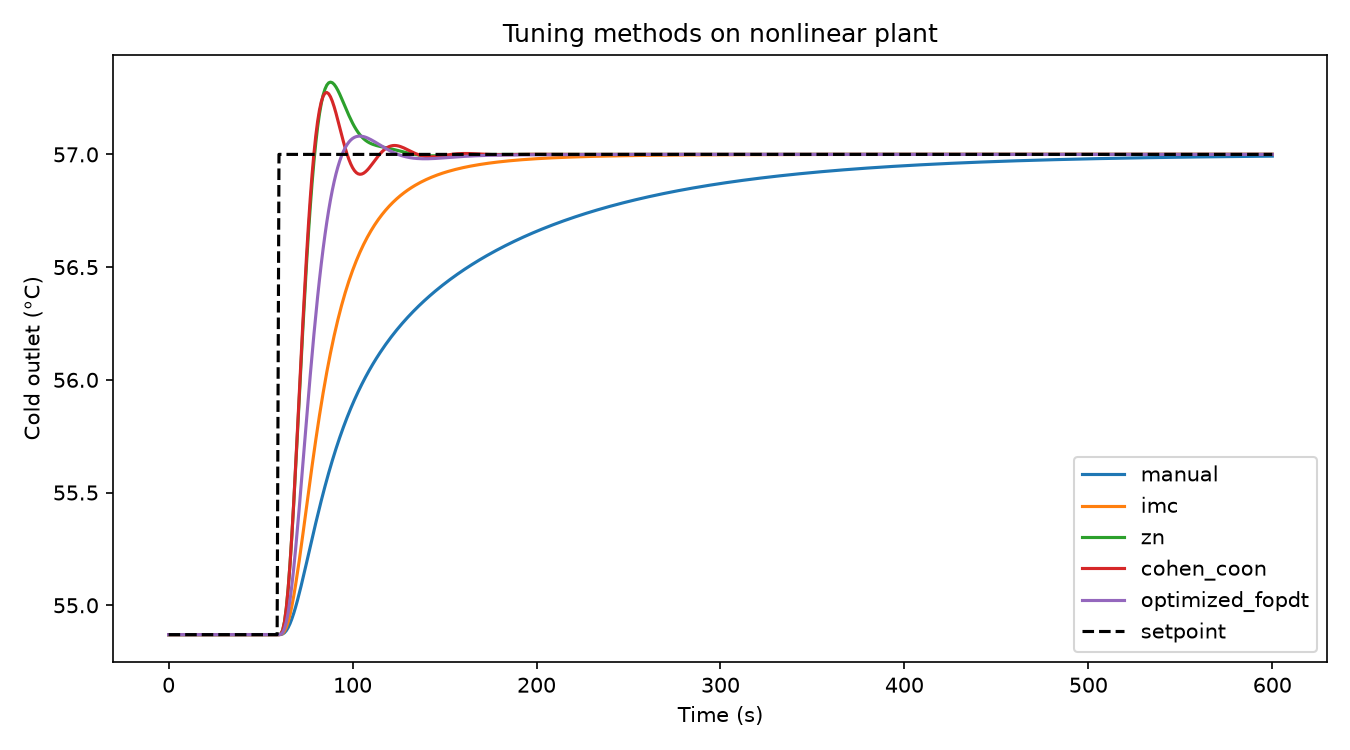 Tuning methods on nonlinear plant
Cold outlet (°C)
57.0
56.5
56.0
55.5
55.0
0
100
200
300
400
500
600
Time (s)
manual
imc
zn
cohen_coon
optimized_fopdt
setpoint